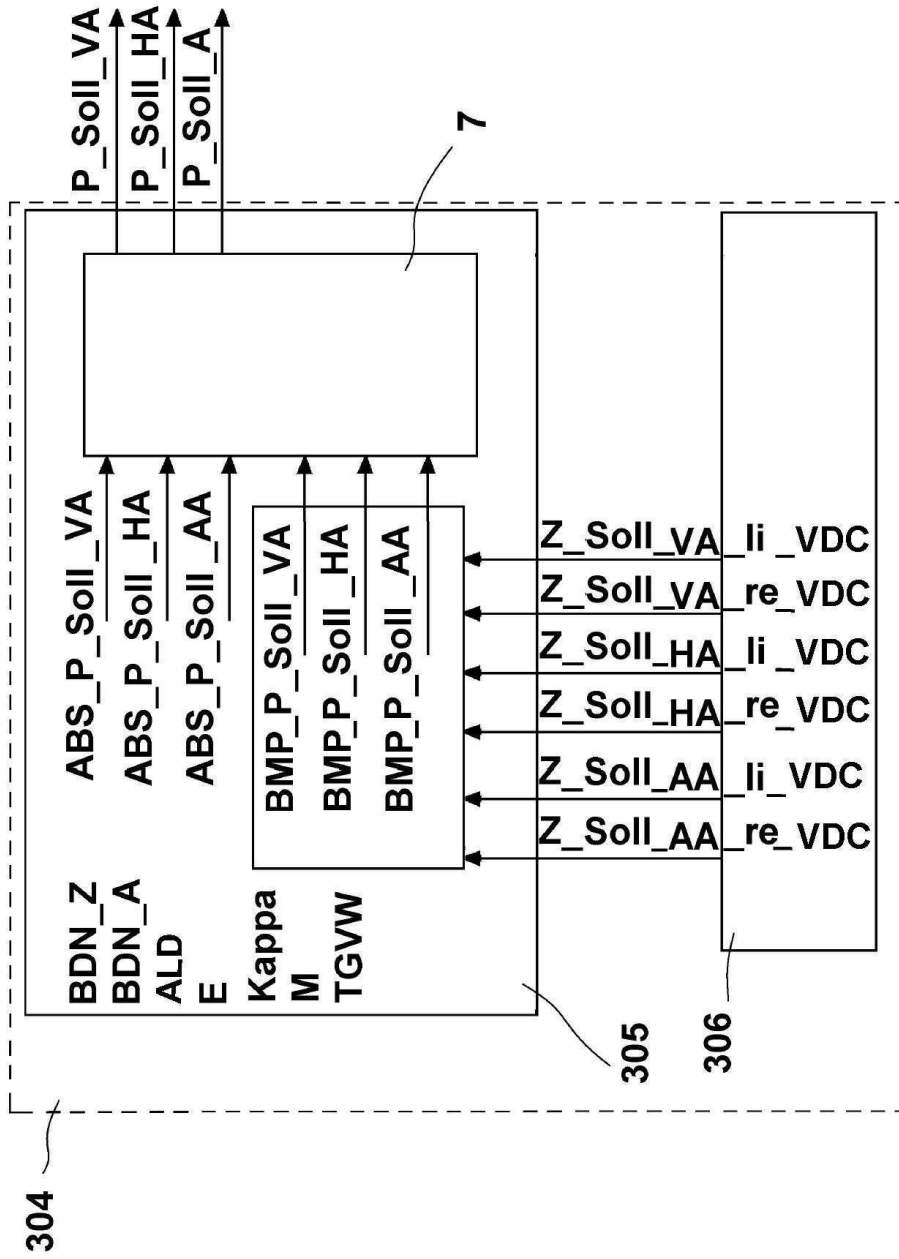 P_Soll_VA
P_Soll_HA
P_Soll_A
7
ABS_P_Soll_VA
ABS_P_Soll_HA
ABS_P_Soll_AA
BMP_P_Soll_VA
BMP_P_Soll_HA
BMP_P_Soll_AA
Z_Soll_VA_li_VDC
Z_Soll_VA_re_VDC
Z_Soll_HA_li_VDC
Z_Soll_HA_re_VDC
Z_Soll_AA_li_VDC
Z_Soll_AA_re_VDC
BDN_Z
BDN_A
ALD
E
Kappa
M
TGVW
304
305
306